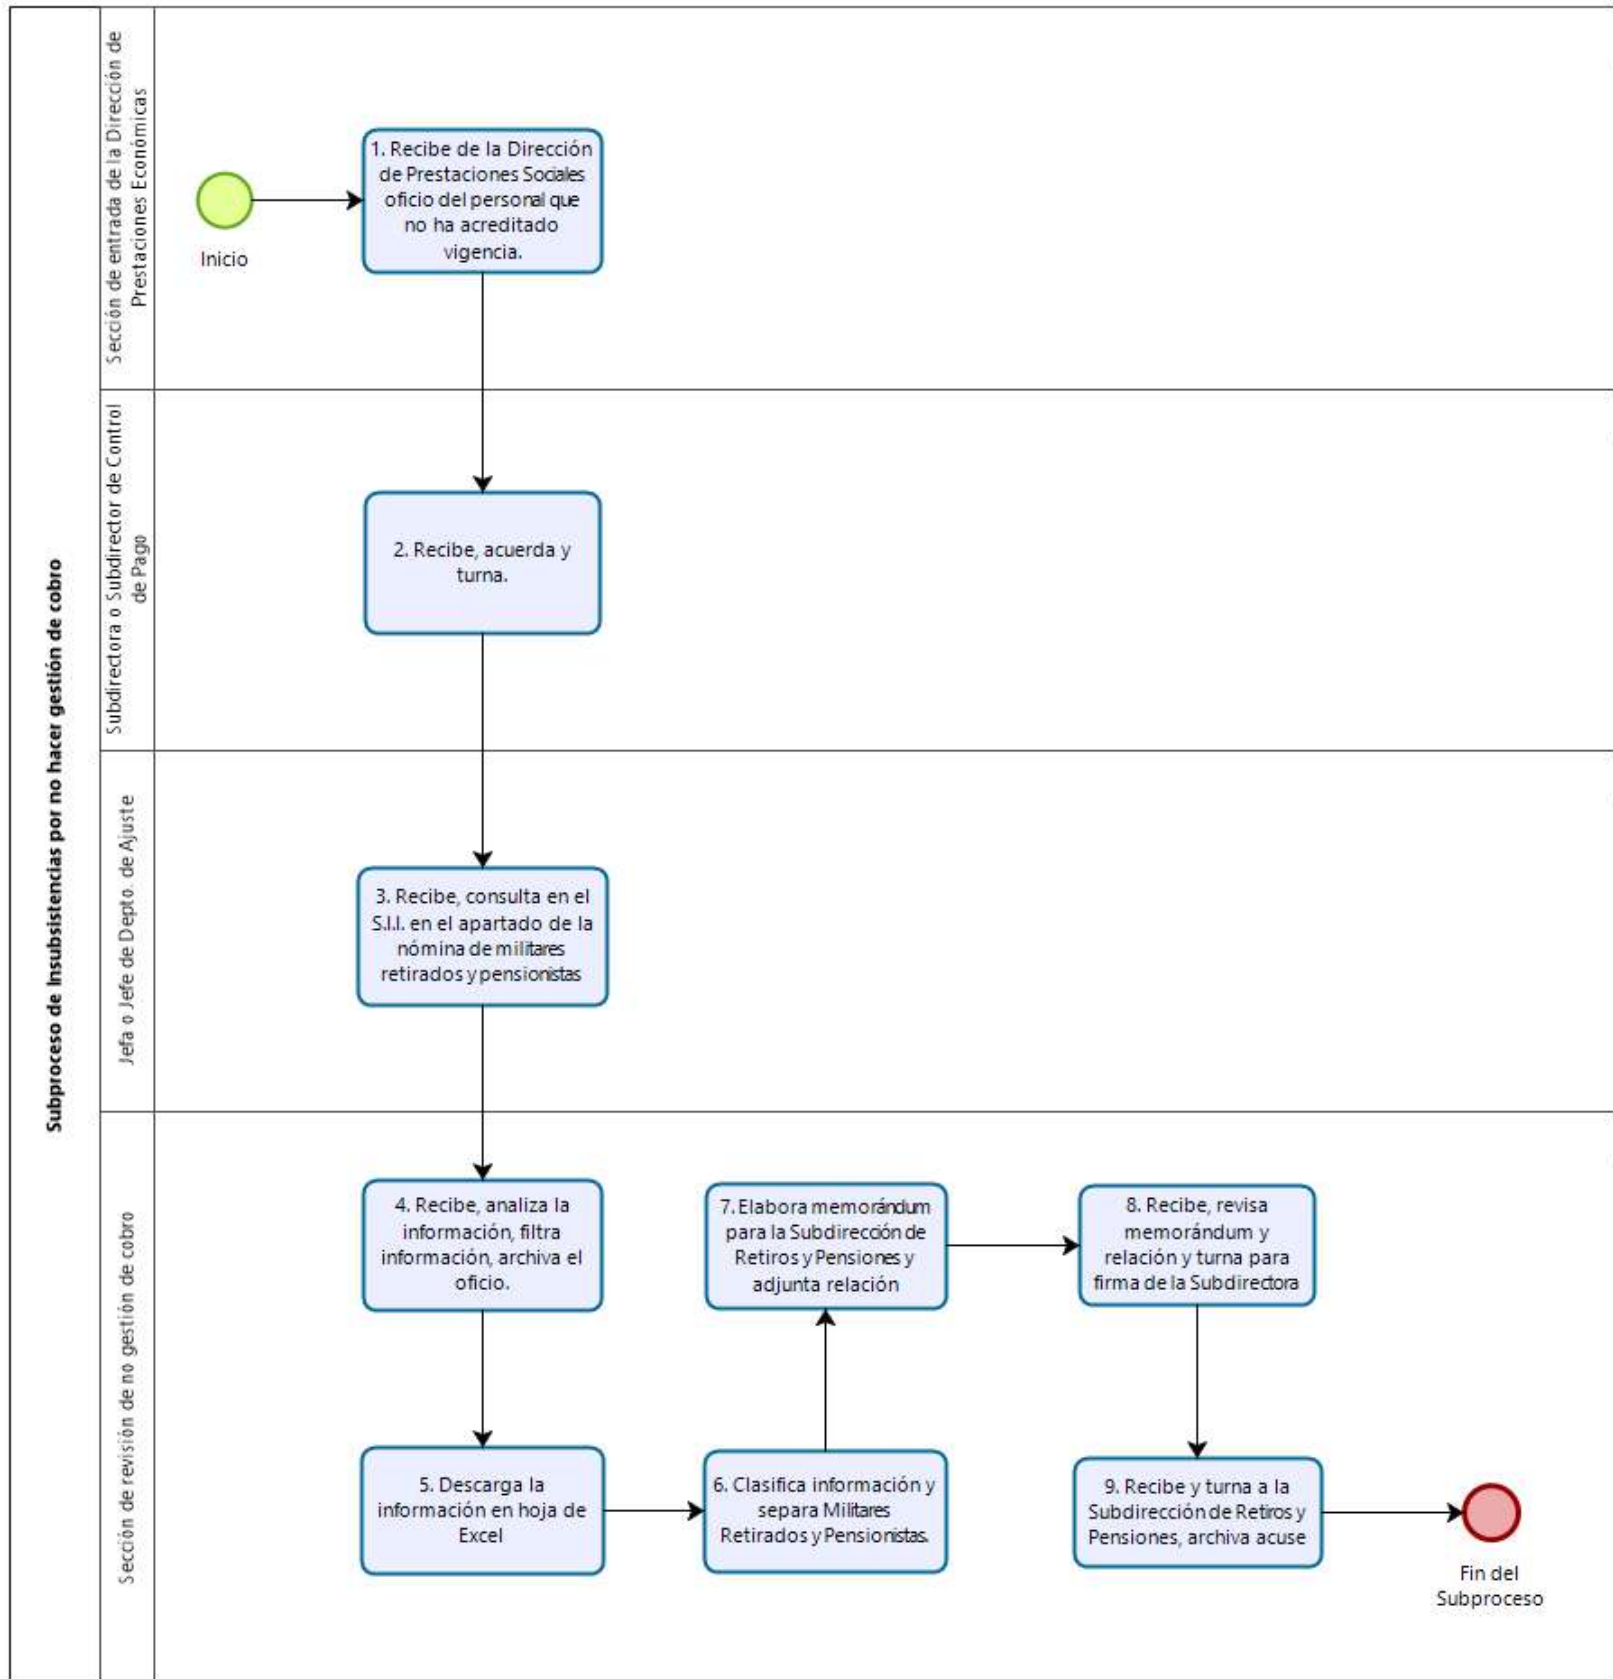 Subproceso de Insubsistencias por no hacer gestión de cobro
Sección de entrada de la Dirección de
Prestaciones Económicas
Inicio
1. Recibe de la Dirección
de Prestaciones Sociales
oficio del personal que
no ha acreditado
vigencia.
Subdirectora o Subdirector de Control
de Pago
2. Recibe, acuerda y
turna.
Jefa o Jefe de Depto. de Ajuste
3. Recibe, consulta en el
S.I.I. en el apartado de la
nómina de militares
retirados y pensionistas
Sección de revisión de no gestión de cobro
4. Recibe, analiza la
información, filtra
información, archiva el
oficio.
5. Descarga la
información en hoja de
Excel
6. Clasifica información y
separa Militares
Retirados y Pensionistas.
7. Elabora memorándum
para la Subdirección de
Retiros y Pensiones y
adjunta relación
8. Recibe, revisa
memorándum y
relación y turna para
firma de la Subdirectora
9. Recibe y turna a la
Subdirección de Retiros y
Pensiones, archiva acuse
Fin del
Subproceso